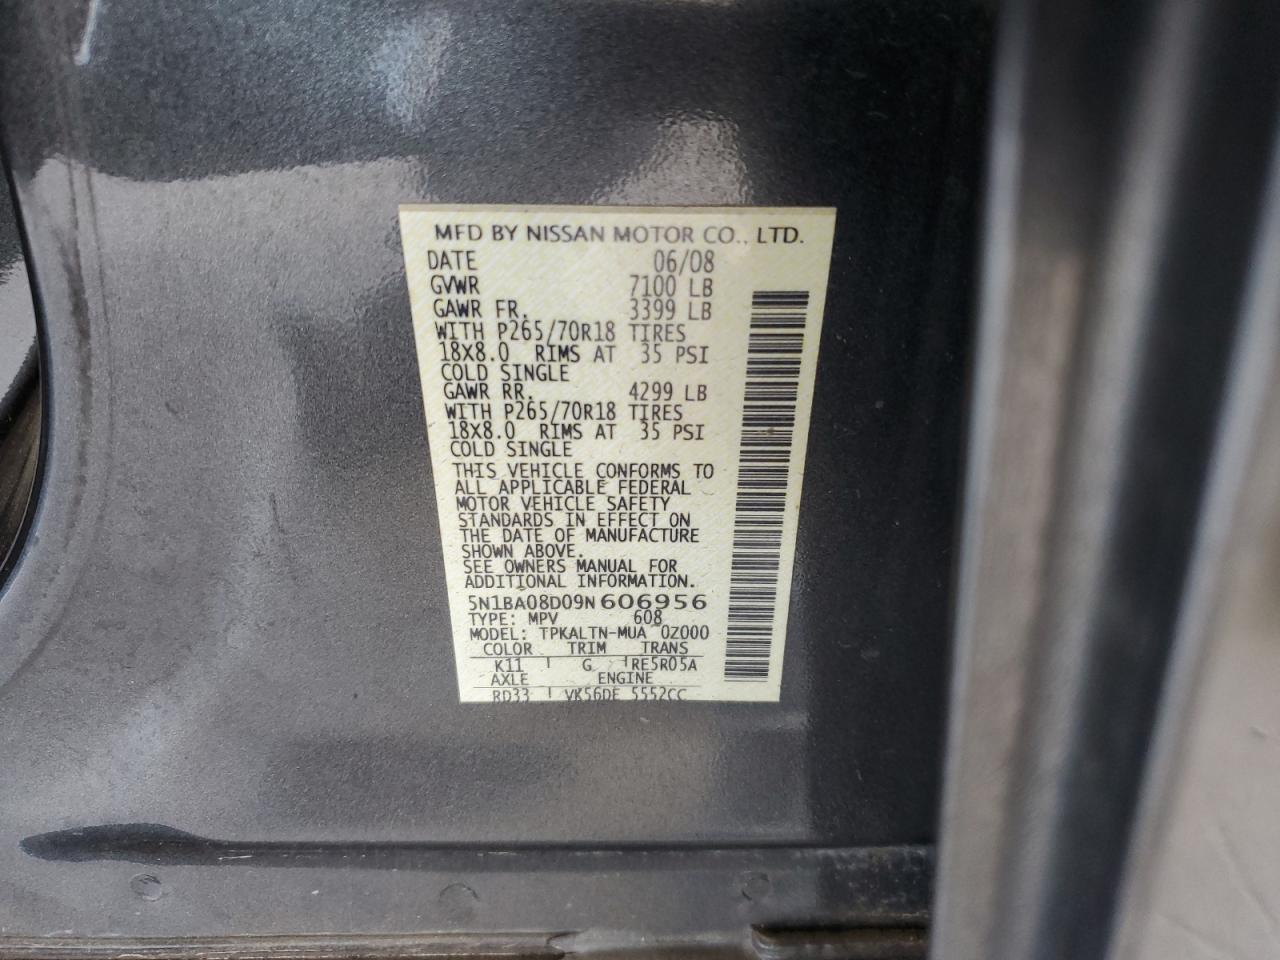 MFD BY NISSAN MOTOR CO., LTD.
DATE 06/08
GVWR 7100 LB
GAWR FR. 3399 LB
WITH P265/70R18 TIRES
18X8.0 RIMS AT 35 PSI
COLD SINGLE
GAWR RR. 4299 LB
WITH P265/70R18 TIRES
18X8.0 RIMS AT 35 PSI
COLD SINGLE
THIS VEHICLE CONFORMS TO
ALL APPLICABLE FEDERAL
MOTOR VEHICLE SAFETY
STANDARDS IN EFFECT ON
THE DATE OF MANUFACTURE
SHOWN ABOVE.
SEE OWNERS MANUAL FOR
ADDITIONAL INFORMATION.
5N1BA08D09N606956
TYPE: MPV 608
MODEL: TPKALTN-MUA 0Z000
COLOR TRIM TRANS
K11 G RE5R05A
AXLE ENGINE
RD33 VK56DE 5552CC